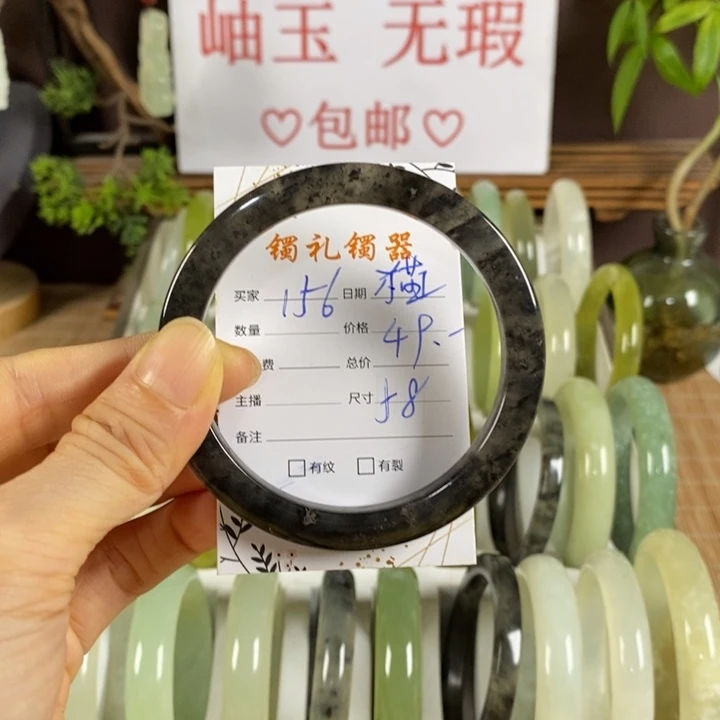 岫玉 无瑕
♡包邮♡
镯礼镯器
买家 156 日期 猫
数量 价格 49.-
费 总价
主播 尺寸 58
备注
□有纹 □有裂